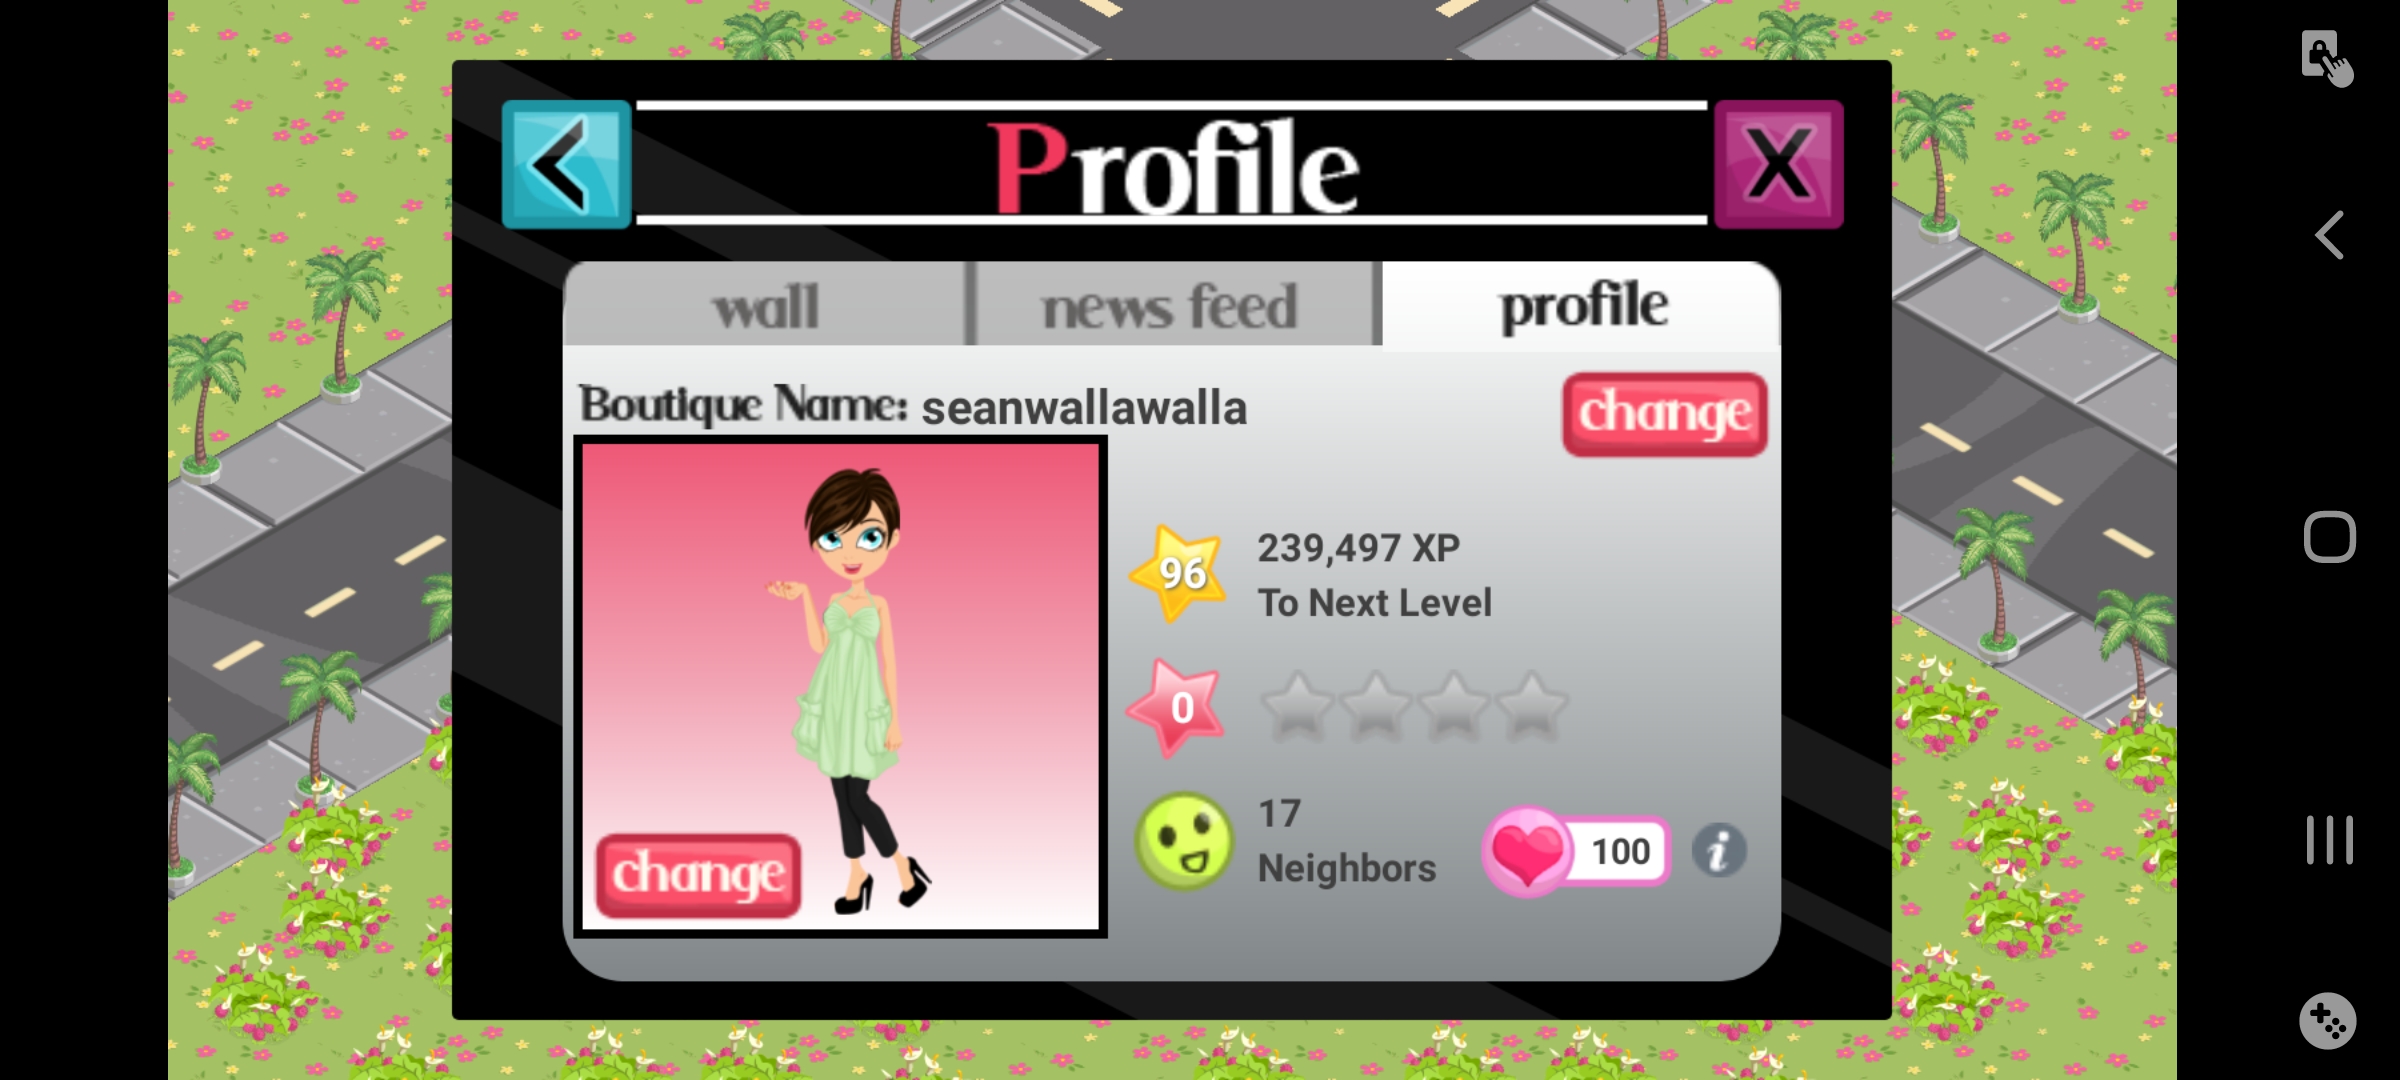 Profile
X
wall
news feed
profile
Boutique Name: seanwallawalla
change
96
239,497 XP
To Next Level
0
17
Neighbors
100
i
change